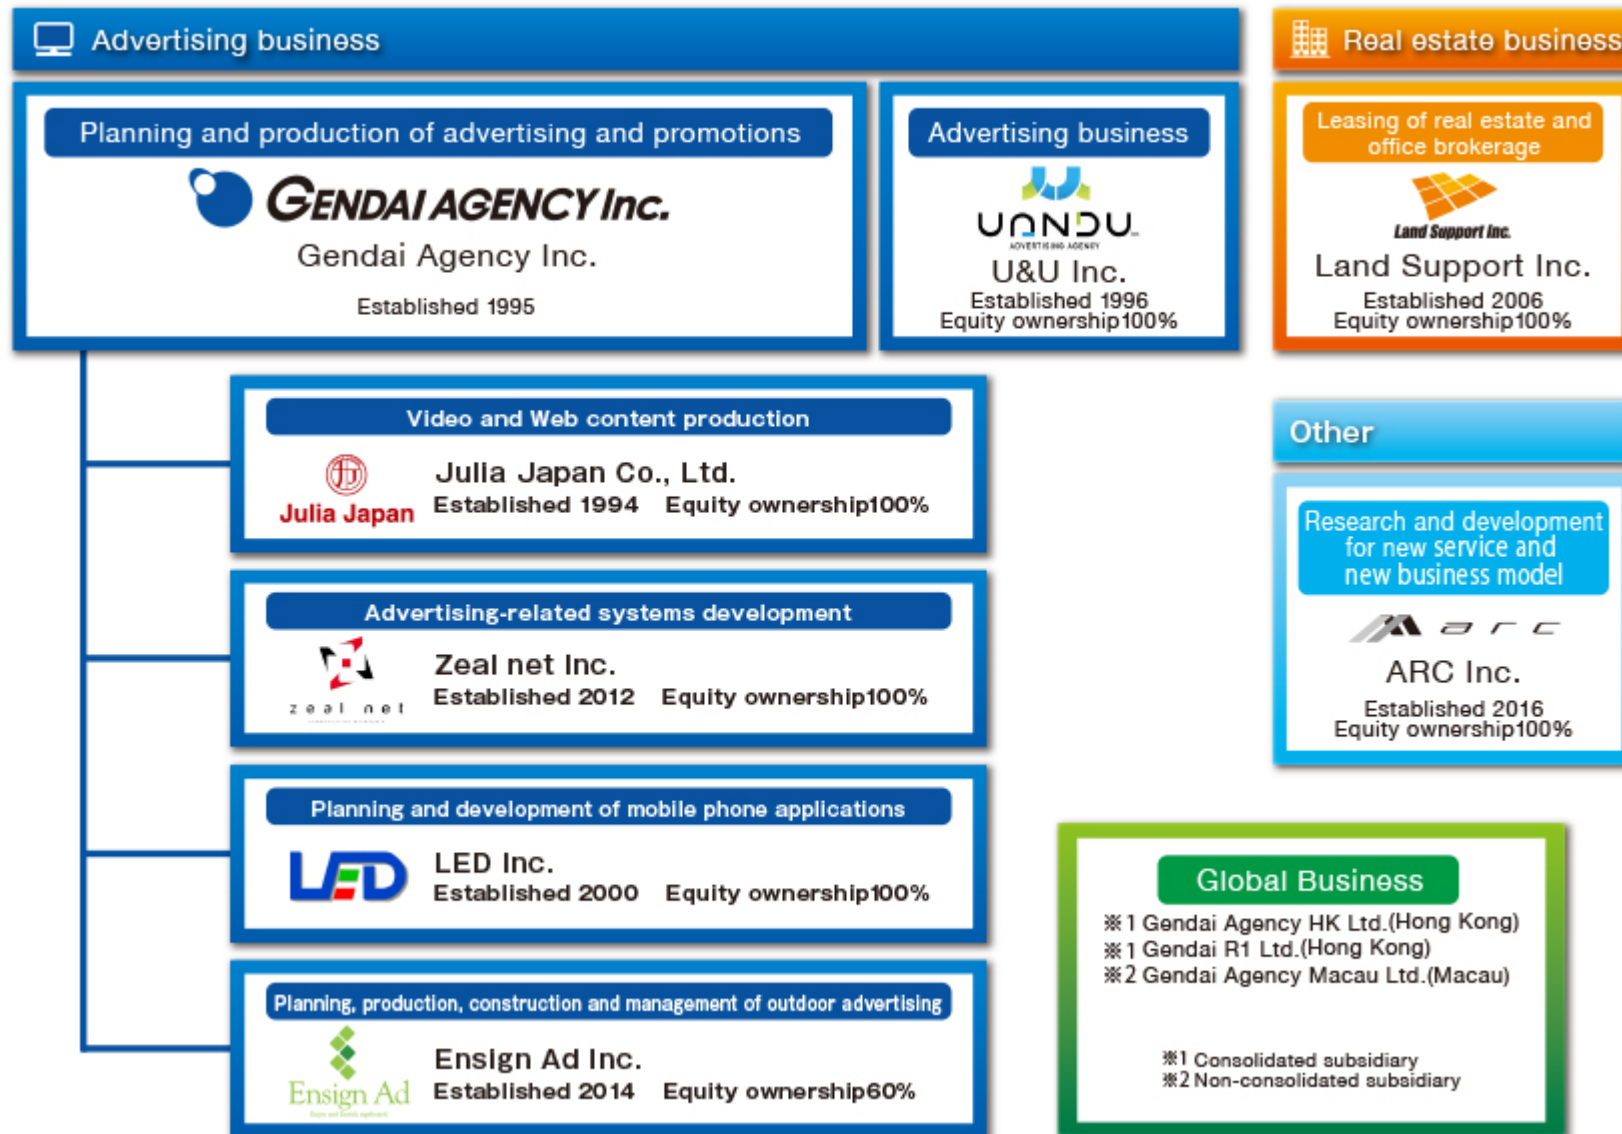 Advertising business
Planning and production of advertising and promotions
GENDAI AGENCY Inc.
Gendai Agency Inc.
Established 1995
Advertising business
UANDU
ADVERTISING AGENCY
U&U Inc.
Established 1996
Equity ownership100%
Real estate business
Leasing of real estate and
office brokerage
Land Support Inc.
Land Support Inc.
Established 2006
Equity ownership100%
Video and Web content production
Julia Japan
Julia Japan Co., Ltd.
Established 1994 Equity ownership100%
Advertising-related systems development
zeal net
Zeal net Inc.
Established 2012 Equity ownership100%
Planning and development of mobile phone applications
LED
LED Inc.
Established 2000 Equity ownership100%
Planning, production, construction and management of outdoor advertising
Ensign Ad
Ensign Ad Inc.
Established 2014 Equity ownership60%
Other
Research and development
for new service and
new business model
arc
ARC Inc.
Established 2016
Equity ownership100%
Global Business
※1 Gendai Agency HK Ltd.(Hong Kong)
※1 Gendai R1 Ltd.(Hong Kong)
※2 Gendai Agency Macau Ltd.(Macau)
※1 Consolidated subsidiary
※2 Non-consolidated subsidiary